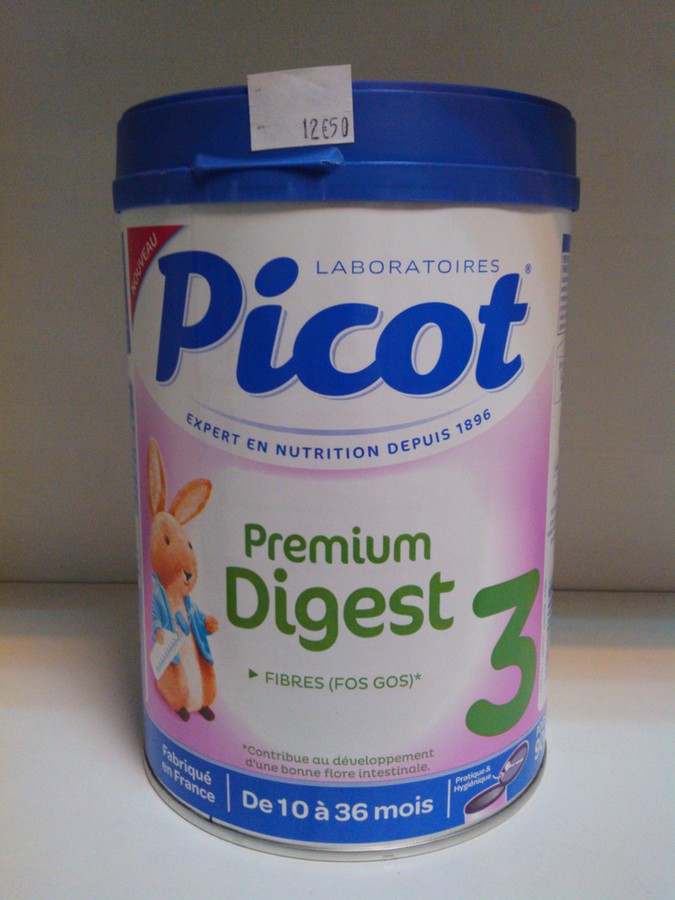 12€50
NOUVEAU
LABORATOIRES
Picot®
EXPERT EN NUTRITION DEPUIS 1896
Premium
Digest 3
FIBRES (FOS GOS)*
*Contribue au développement
d'une bonne flore intestinale.
Fabriqué
en France
De 10 à 36 mois
Pratique &
Hygiénique